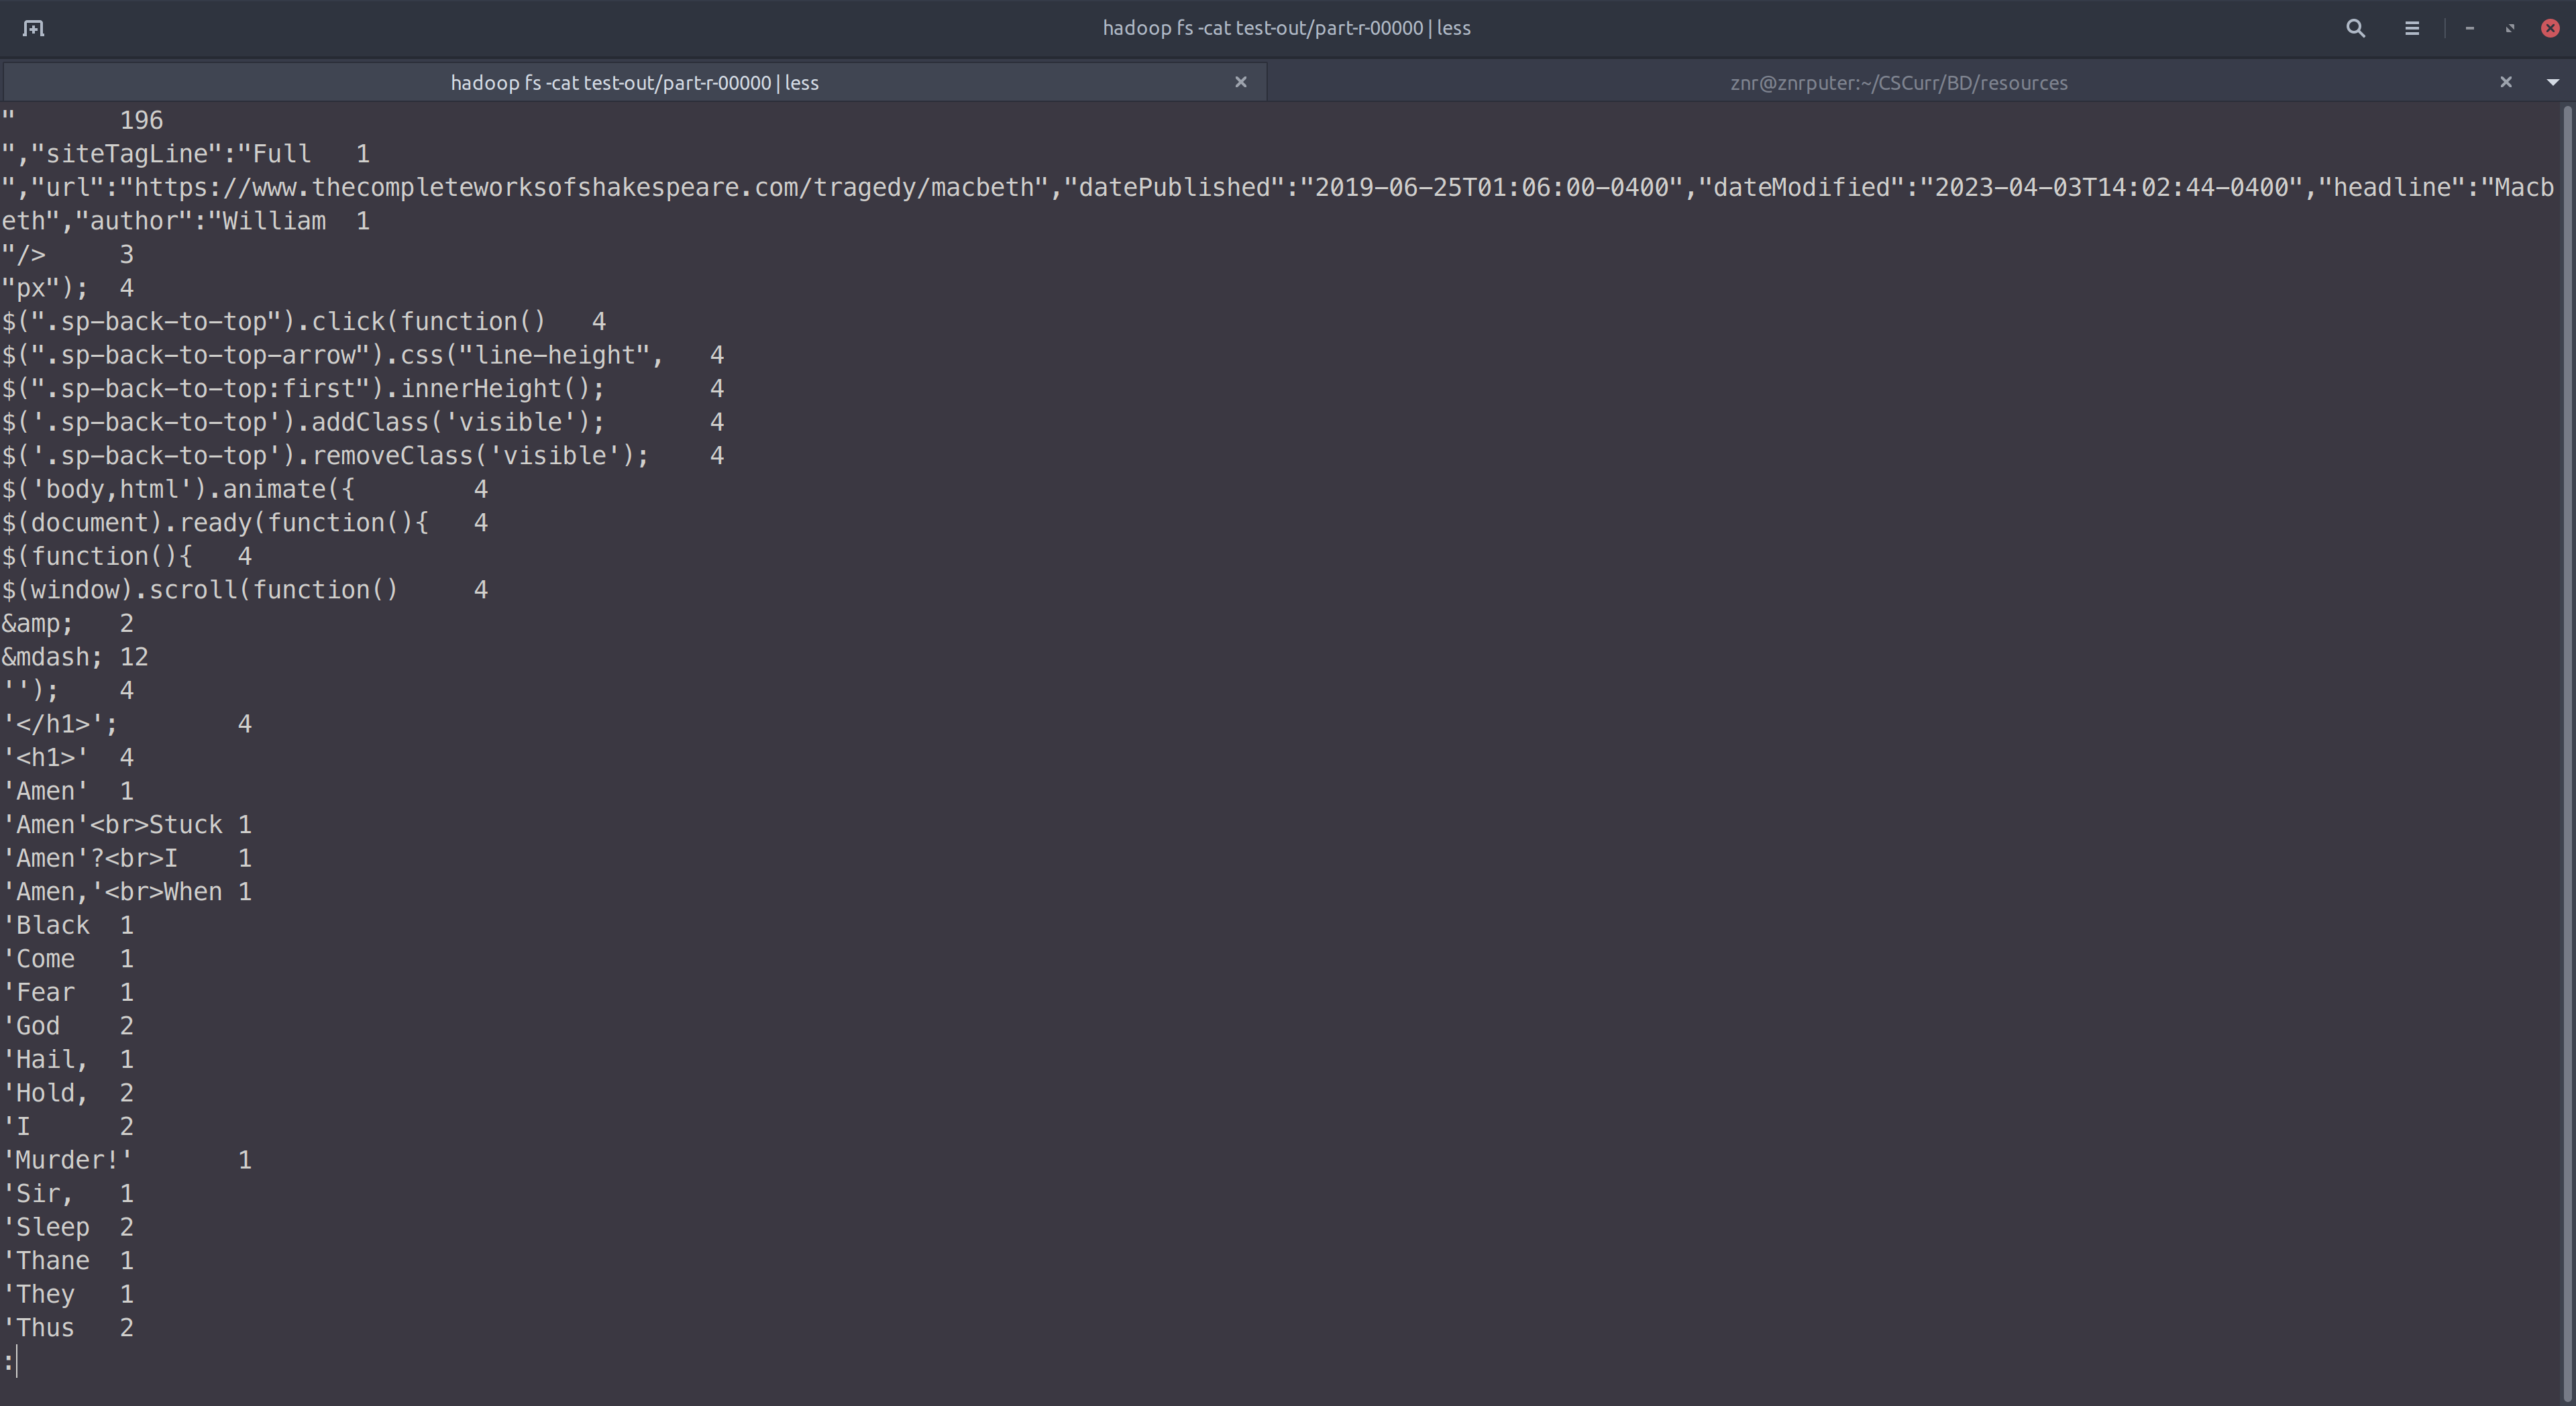 hadoop fs -cat test-out/part-r-00000 | less
hadoop fs -cat test-out/part-r-00000 | less
znr@znrputer:~/CSCurr/BD/resources
"       196
","siteTagLine":"Full   1
","url":"https://www.thecompleteworksofshakespeare.com/tragedy/macbeth","datePublished":"2019-06-25T01:06:00-0400","dateModified":"2023-04-03T14:02:44-0400","headline":"Macb
eth","author":"William  1
"/>     3
"px");  4
$(".sp-back-to-top").click(function()   4
$(".sp-back-to-top-arrow").css("line-height",   4
$(".sp-back-to-top:first").innerHeight();       4
$('.sp-back-to-top').addClass('visible');       4
$('.sp-back-to-top').removeClass('visible');    4
$('body,html').animate({        4
$(document).ready(function(){   4
$(function(){   4
$(window).scroll(function()     4
&amp;   2
&mdash; 12
'');    4
'</h1>';        4
'<h1>'  4
'Amen'  1
'Amen'<br>Stuck 1
'Amen'?<br>I    1
'Amen,'<br>When 1
'Black  1
'Come   1
'Fear   1
'God    2
'Hail,  1
'Hold,  2
'I      2
'Murder!'       1
'Sir,   1
'Sleep  2
'Thane  1
'They   1
'Thus   2
: